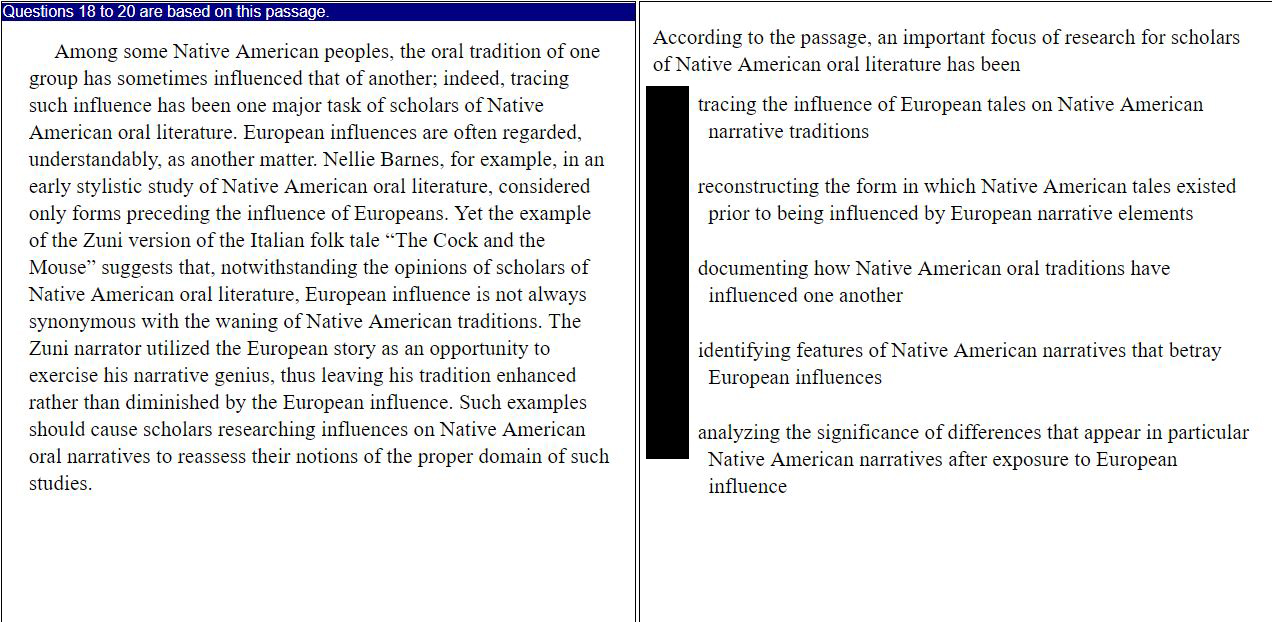 Questions 18 to 20 are based on this passage.
Among some Native American peoples, the oral tradition of one
group has sometimes influenced that of another; indeed, tracing
such influence has been one major task of scholars of Native
American oral literature. European influences are often regarded,
understandably, as another matter. Nellie Barnes, for example, in an
early stylistic study of Native American oral literature, considered
only forms preceding the influence of Europeans. Yet the example
of the Zuni version of the Italian folk tale “The Cock and the
Mouse” suggests that, notwithstanding the opinions of scholars of
Native American oral literature, European influence is not always
synonymous with the waning of Native American traditions. The
Zuni narrator utilized the European story as an opportunity to
exercise his narrative genius, thus leaving his tradition enhanced
rather than diminished by the European influence. Such examples
should cause scholars researching influences on Native American
oral narratives to reassess their notions of the proper domain of such
studies.
According to the passage, an important focus of research for scholars
of Native American oral literature has been
tracing the influence of European tales on Native American
narrative traditions
reconstructing the form in which Native American tales existed
prior to being influenced by European narrative elements
documenting how Native American oral traditions have
influenced one another
identifying features of Native American narratives that betray
European influences
analyzing the significance of differences that appear in particular
Native American narratives after exposure to European
influence